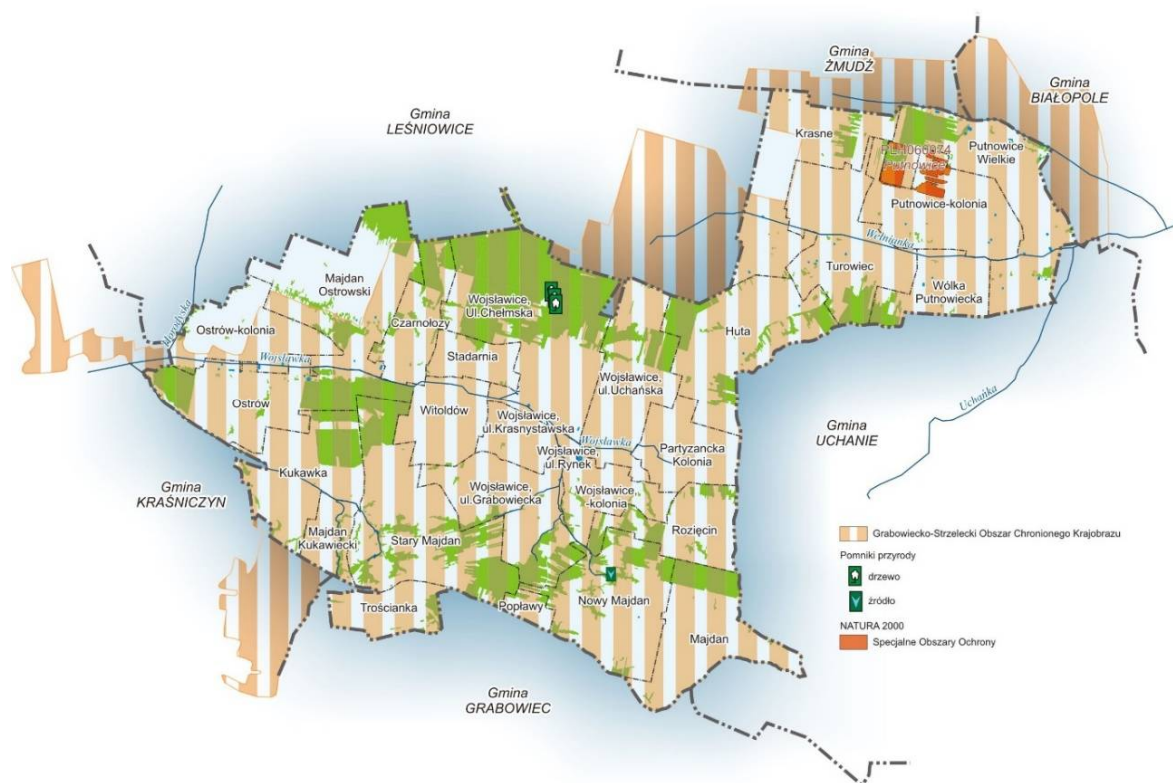 Gmina
ŻMUDŹ
Gmina
BIAŁOPOLE
Gmina
LEŚNIOWICE
Krasne
Putnowice
Wielkie
Putnowice
Putnowice-kolonia
Wełnianka
Turowiec
Wólka
Putnowiecka
Majdan
Ostrowski
Wojsławice,
Ul.Chełmska
Czarnołozy
Ostrów-kolonia
Huta
Stadarnia
Wojsławka
Wojsławice,
ul.Uchańska
Uchańka
Ostrów
Witoldów
Wojsławice,
ul.Krasnystawska
Gmina
UCHANIE
Wojsławka
Partyzancka
Kolonia
Wojsławice,
ul.Rynek
Kukawka
Gmina
KRAŚNICZYN
Wojsławice,
ul.Grabowiecka
Wojsławice,
-kolonia
Majdan
Kukawiecki
Stary Majdan
Rozięcin
Trościanka
Popławy
Nowy Majdan
Majdan
Gmina
GRABOWIEC
Grabowiecko-Strzelecki Obszar Chronionego Krajobrazu
Pomniki przyrody
drzewo
źródło
NATURA 2000
Specjalne Obszary Ochrony